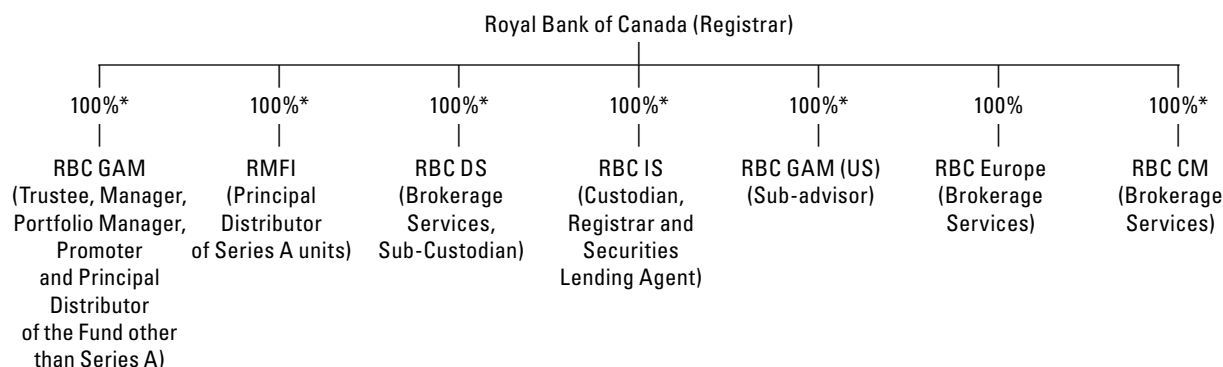 Royal Bank of Canada (Registrar)
100%*
100%*
100%*
100%*
100%*
100%
100%*
RBC GAM
(Trustee, Manager,
Portfolio Manager,
Promoter
and Principal
Distributor
of the Fund other
than Series A)
RMFI
(Principal
Distributor
of Series A units)
RBC DS
(Brokerage
Services,
Sub-Custodian)
RBC IS
(Custodian,
Registrar and
Securities
Lending Agent)
RBC GAM (US)
(Sub-advisor)
RBC Europe
(Brokerage
Services)
RBC CM
(Brokerage
Services)